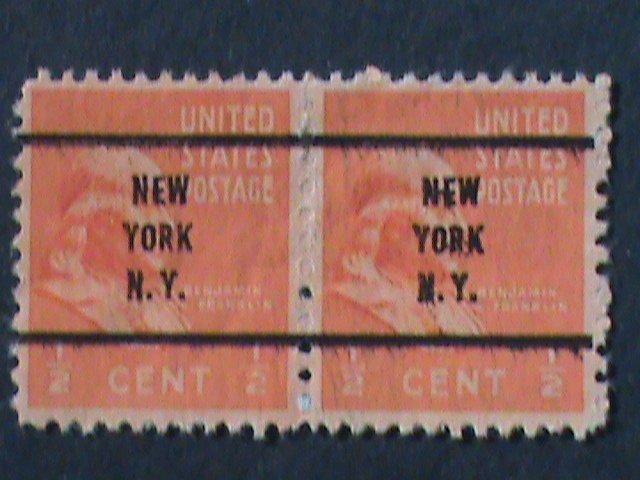 UNITED
STATES
POSTAGE
NEW
YORK
N.Y.
BENJAMIN
FRANKLIN
1/2 CENT 1/2
UNITED
STATES
POSTAGE
NEW
YORK
N.Y.
BENJAMIN
FRANKLIN
1/2 CENT 1/2